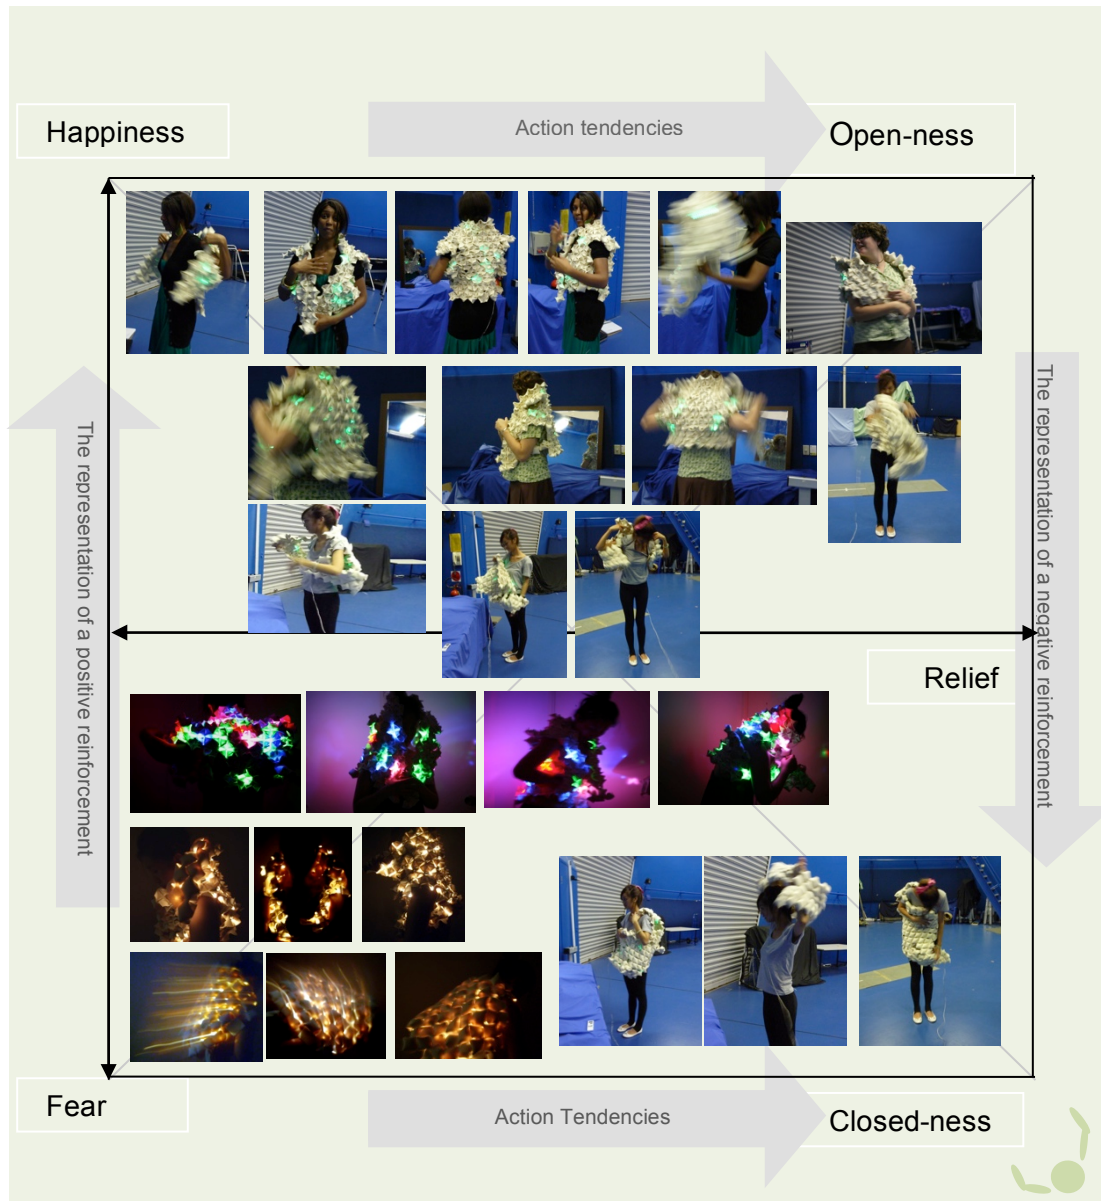 Happiness
Action tendencies
Open-ness
The representation of a positive reinforcement
The representation of a negative reinforcement
Relief
Fear
Action Tendencies
Closed-ness